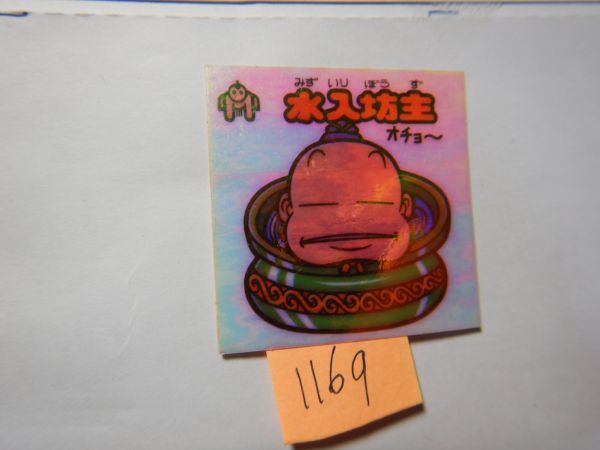 みず いり ぼう ず
水入坊主
オチョ〜
1169